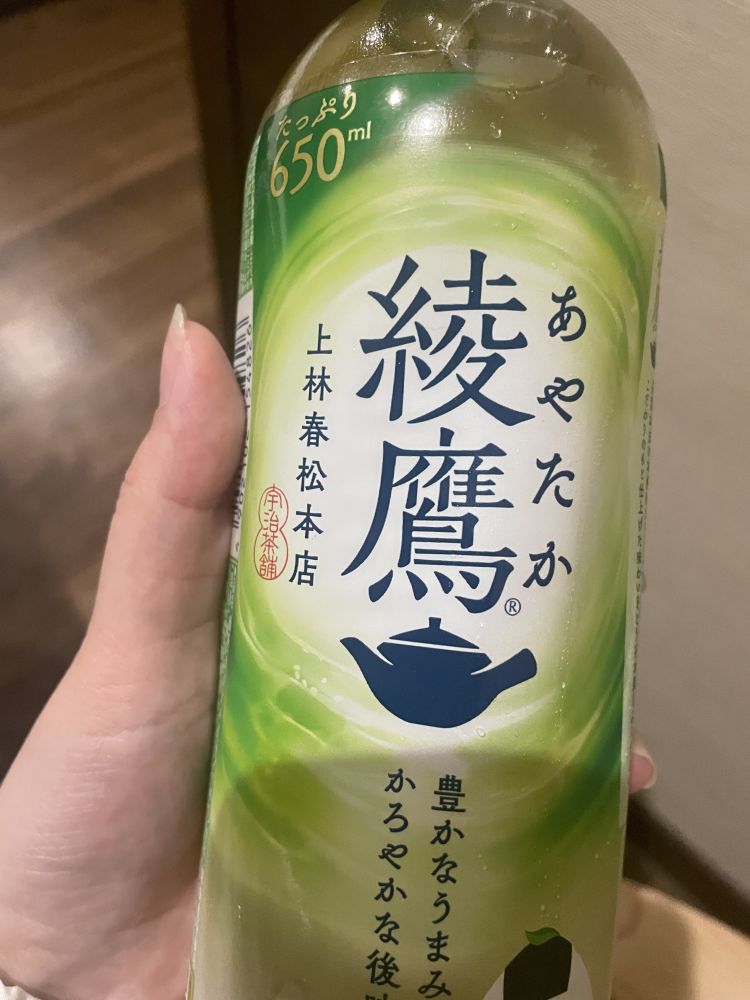 たっぷり
650ml
あやたか
綾鷹®
上林春松本店
宇治茶舗
豊かなうまみ
かろやかな後味